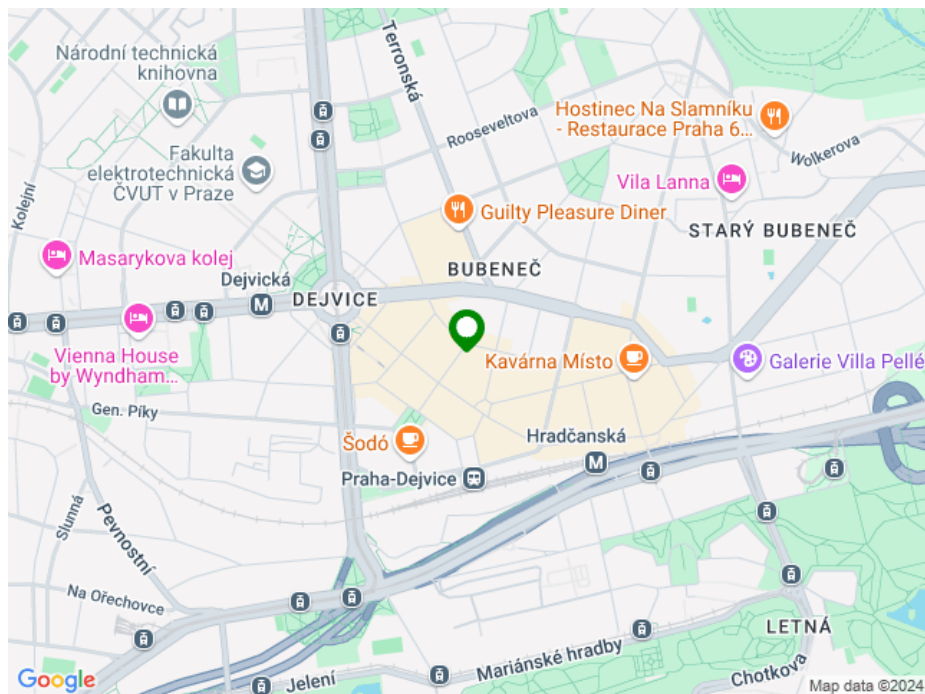 Terronská
Národní technická
knihovna
Hostinec Na Slamníku
- Restaurace Praha 6...
Rooseveltova
Wolkerova
Fakulta
elektrotechnická
ČVUT v Praze
Kolejní
Vila Lanna
Guilty Pleasure Diner
STARÝ BUBENEČ
Masarykova kolej
BUBENEČ
Dejvická
M
DEJVICE
Vienna House
by Wyndham...
Kavárna Místo
Galerie Villa Pellé
Gen. Píky
Šodó
Hradčanská
M
Praha-Dejvice
Slunná
Pevnostní
Na Ořechovce
LETNÁ
Mariánské hradby
Chotkova
Jelení
Google
Map data ©2024